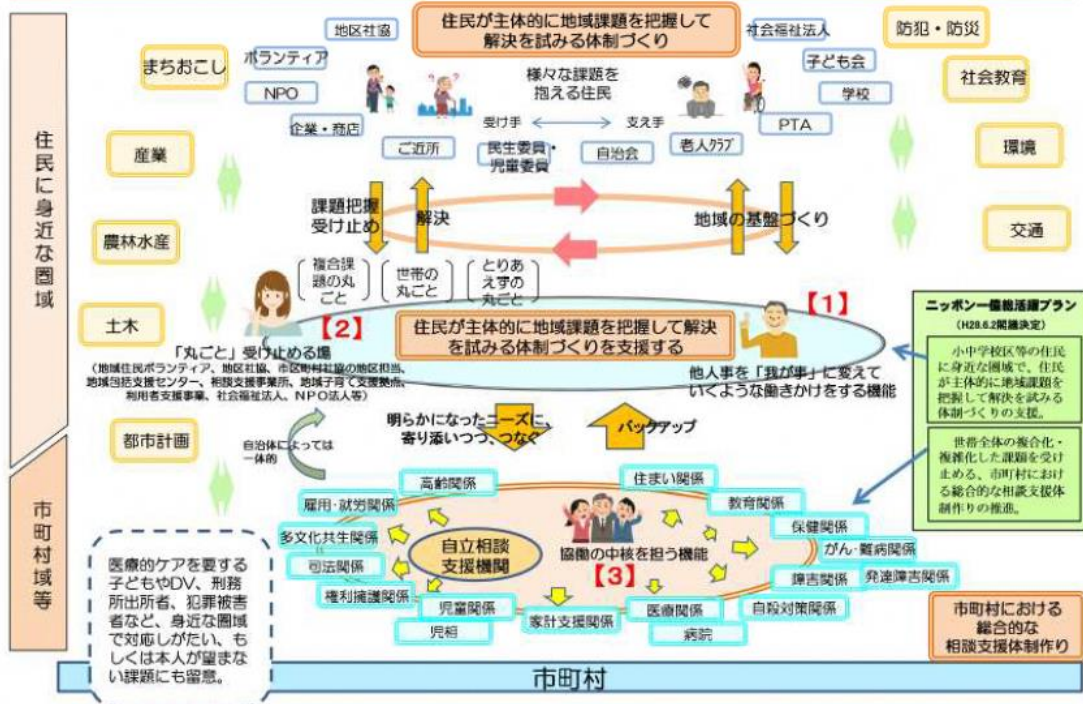 住民が主体的に地域課題を把握して
解決を試みる体制づくり
地区社協
ボランティア
まちおこし
NPO
企業・商店
ご近所
様々な課題を
抱える住民
受け手
支え手
民生委員・
児童委員
自治会
老人クラブ
社会福祉法人
子ども会
学校
PTA
防犯・防災
社会教育
環境
交通
産業
農林水産
土木
都市計画
住民に身近な圏域
市町村域等
課題把握
受け止め
解決
地域の基盤づくり
複合課
題の丸
ごと
世帯の
丸ごと
とりあ
えずの
丸ごと
【2】
【1】
住民が主体的に地域課題を把握して解決
を試みる体制づくりを支援する
「丸ごと」受け止める場
(地域住民ボランティア、地区社協、市区町村社協の地区担当、
地域包括支援センター、相談支援事業所、地域子育て支援拠点、
利用者支援事業、社会福祉法人、NPO法人等)
他人事を「我が事」に変えて
いくような働きかけをする機能
ニッポン一億総活躍プラン
(H28.6.2閣議決定)
小中学校区等の住民
に身近な圏域で、住民
が主体的に地域課題を
把握して解決を試みる
体制づくりの支援。
世帯全体の複合化・
複雑化した課題を受け
止める、市町村におけ
る総合的な相談支援体
制作りの推進。
明らかになったニーズに、
寄り添いつつ、つなぐ
バックアップ
自治体によっては
一体的
高齢関係
住まい関係
雇用・就労関係
教育関係
多文化共生関係
保健関係
司法関係
がん・難病関係
権利擁護関係
障害関係
発達障害関係
児童関係
自殺対策関係
児相
家計支援関係
医療関係
病院
自立相談
支援機関
協働の中核を担う機能
【3】
医療的ケアを要する
子どもやDV、刑務
所出所者、犯罪被害
者など、身近な圏域
で対応しがたい、も
しくは本人が望まな
い課題にも留意。
市町村における
総合的な
相談支援体制作り
市町村